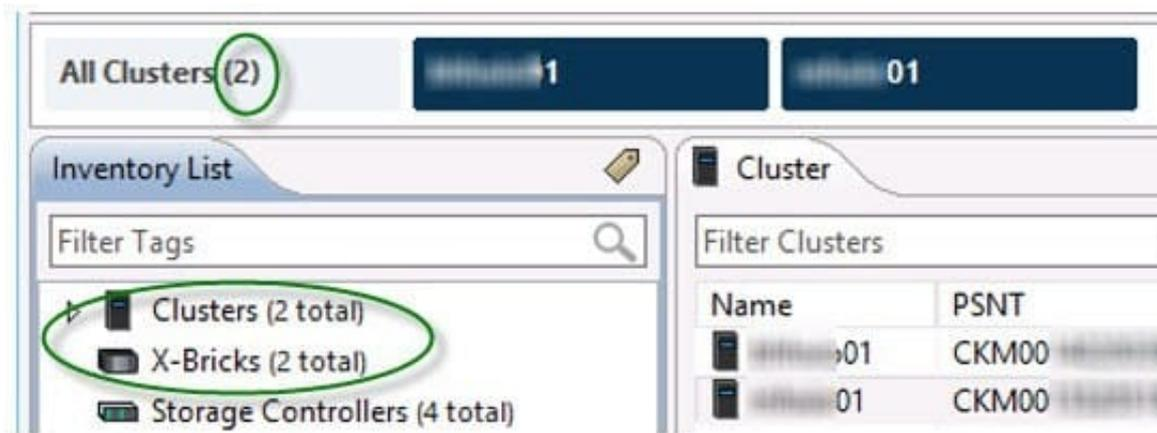 All Clusters (2) 1 01
Inventory List Cluster
Filter Tags Filter Clusters
Clusters (2 total) Name PSNT
X-Bricks (2 total) 01 CKM00
Storage Controllers (4 total) 01 CKM00